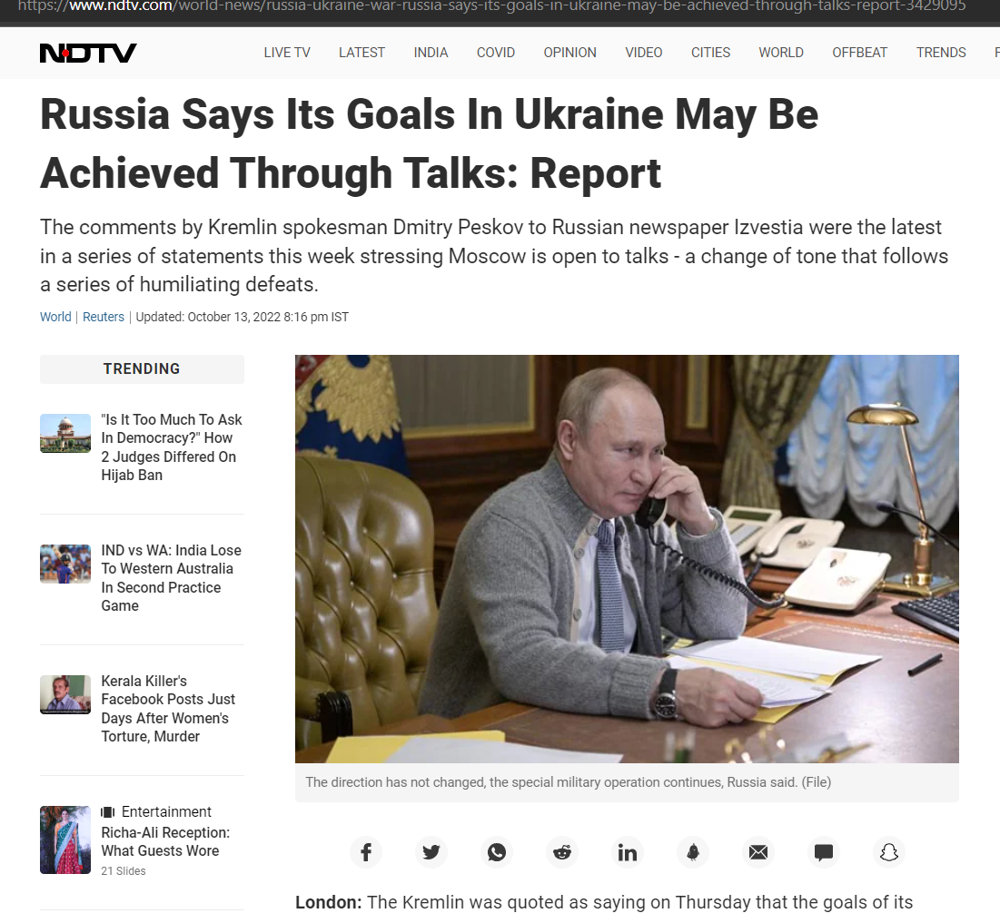 https://www.ndtv.com/world-news/russia-ukraine-war-russia-says-its-goals-in-ukraine-may-be-achieved-through-talks-report-3429095
NDTV
LIVE TV LATEST INDIA COVID OPINION VIDEO CITIES WORLD OFFBEAT TRENDS
Russia Says Its Goals In Ukraine May Be
Achieved Through Talks: Report
The comments by Kremlin spokesman Dmitry Peskov to Russian newspaper Izvestia were the latest
in a series of statements this week stressing Moscow is open to talks - a change of tone that follows
a series of humiliating defeats.
World | Reuters | Updated: October 13, 2022 8:16 pm IST
TRENDING
"Is It Too Much To Ask
In Democracy?" How
2 Judges Differed On
Hijab Ban
IND vs WA: India Lose
To Western Australia
In Second Practice
Game
Kerala Killer's
Facebook Posts Just
Days After Women's
Torture, Murder
Entertainment
Richa-Ali Reception:
What Guests Wore
21 Slides
The direction has not changed, the special military operation continues, Russia said. (File)
London: The Kremlin was quoted as saying on Thursday that the goals of its